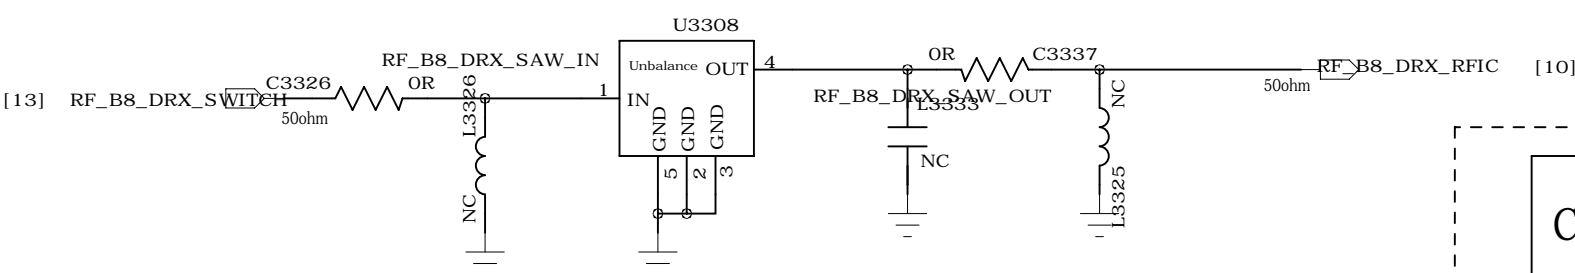 U3308
RF_B8_DRX_SAW_IN
Unbalance OUT
4
0R
C3337
RF_B8_DRX_RFIC [10]
[13] RF_B8_DRX_SWITCH
C3326
0R
50ohm
L3326
NC
1
IN
GND
GND
GND
5
2
3
RF_B8_DRX_SAW_OUT
L3333
NC
NC
L3325
50ohm
C